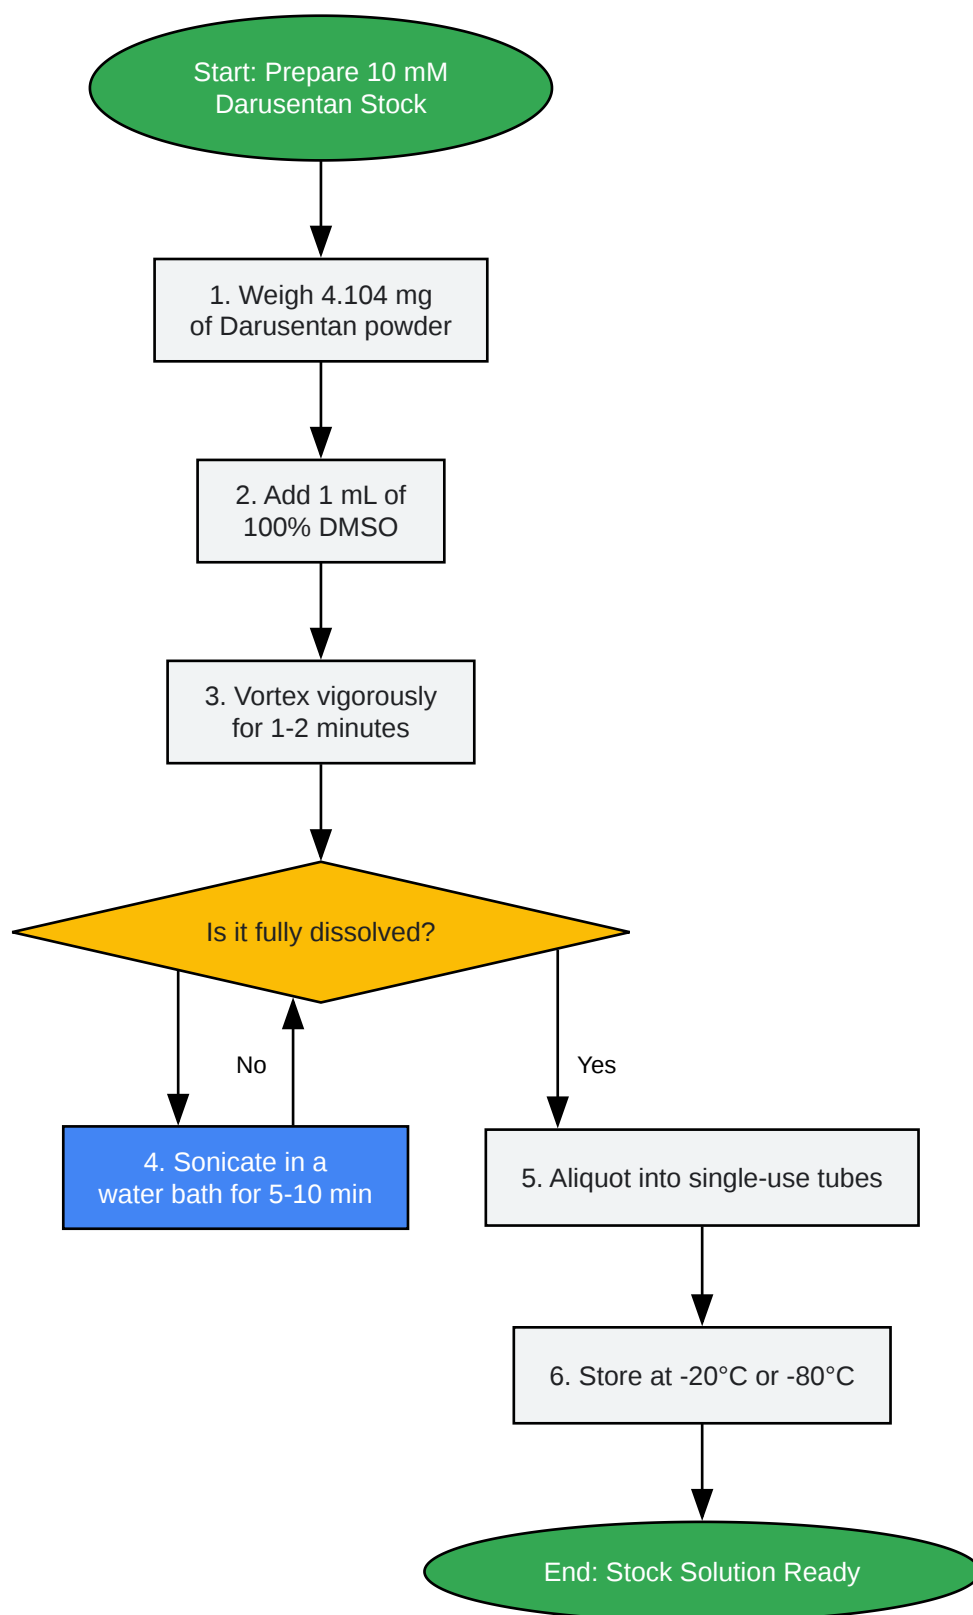 Start: Prepare 10 mM
Darusentan Stock
1. Weigh 4.104 mg
of Darusentan powder
2. Add 1 mL of
100% DMSO
3. Vortex vigorously
for 1-2 minutes
Is it fully dissolved?
No
Yes
4. Sonicate in a
water bath for 5-10 min
5. Aliquot into single-use tubes
6. Store at -20°C or -80°C
End: Stock Solution Ready